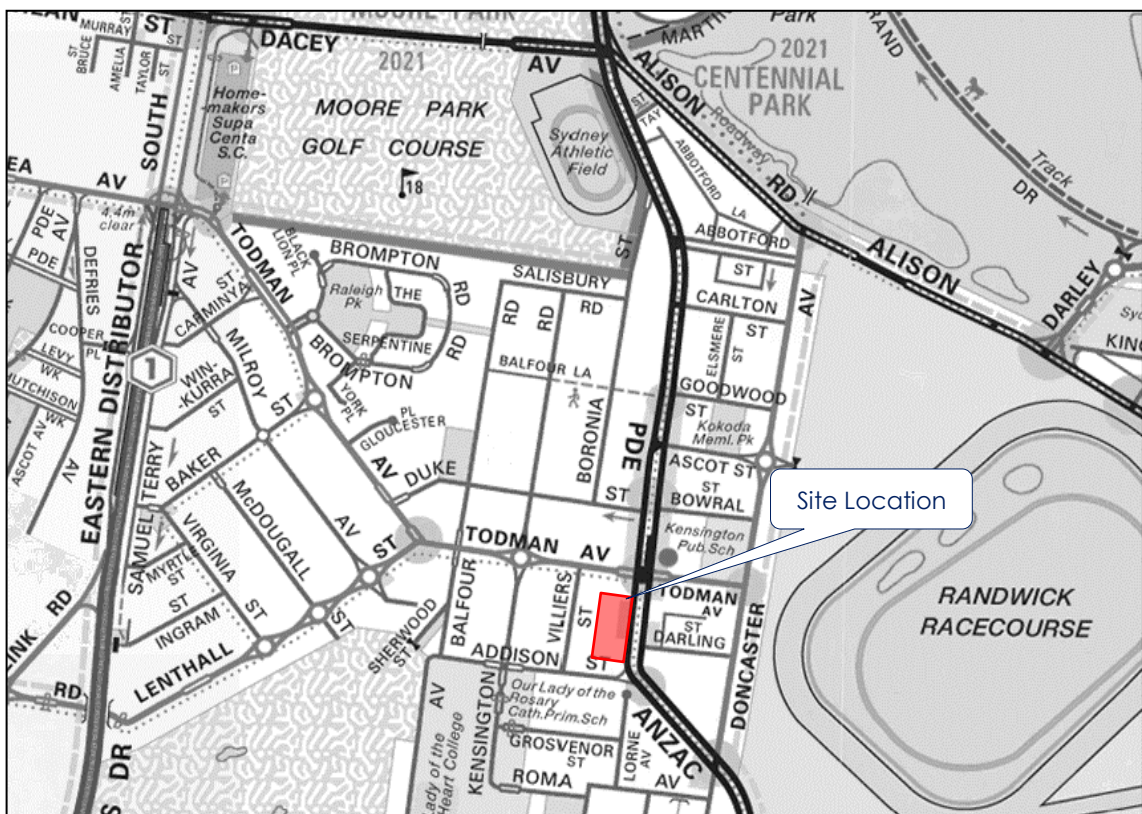 MOORE PARK
MURRAY ST
ST
BRUCE
ST
AMELIA
TAYLOR
ST
SOUTH
DACEY
AV
2021
Home-
makers
Supa
Centa
S.C.
MOORE PARK
GOLF COURSE
18
Sydney
Athletic
Field
MARTIN
Park
2021
CENTENNIAL
PARK
GRAND
Track
DR
Roadway
ALISON
RD
ALISON
DARLEY
KING
ST
TAY
ABBOTFORD
LA
ABBOTFORD
ST
CARLTON
ST
ELSMERE
ST
AV
GOODWOOD
ST
Kokoda
Meml. Pk
ASCOT ST
ST
BOWRAL
Kensington
Pub.Sch
EA
AV
4.4m
clear
PDE
AV
PDE
DEFRIES
AV
COOPER
PL
LEVY
WK
HUTCHISON
WK
ASCOT AV
EASTERN DISTRIBUTOR
1
AV
TODMAN
AV
ST
CARMINYA
BLACK
LION PL
BROMPTON
RD
Raleigh
Pk
THE
SERPENTINE
RD
BROMPTON
YORK
PL
PL
GLOUCESTER
MILROY
AV
WIN-
-KURRA
ST
SAMUEL TERRY
BAKER
ST
McDOUGALL
ST
VIRGINIA
ST
MYRTLE
ST
ST
INGRAM
LENTHALL
ST
LINK RD
RD
DR
SALISBURY
RD
ST
RD
RD
BALFOUR LA
BORONIA
PDE
DUKE
ST
TODMAN AV
BALFOUR
VILLIERS
ST
ADDISON
ST
SHERWOOD
ST
TODMAN
AV
ST
DARLING
DONCASTER
Site Location
RANDWICK
RACECOURSE
Our Lady of the
Rosary
Cath.Prim.Sch
KENSINGTON
AV
GROSVENOR
ST
ROMA
AV
LORNE
AV
ANZAC
Lady of the
Heart College